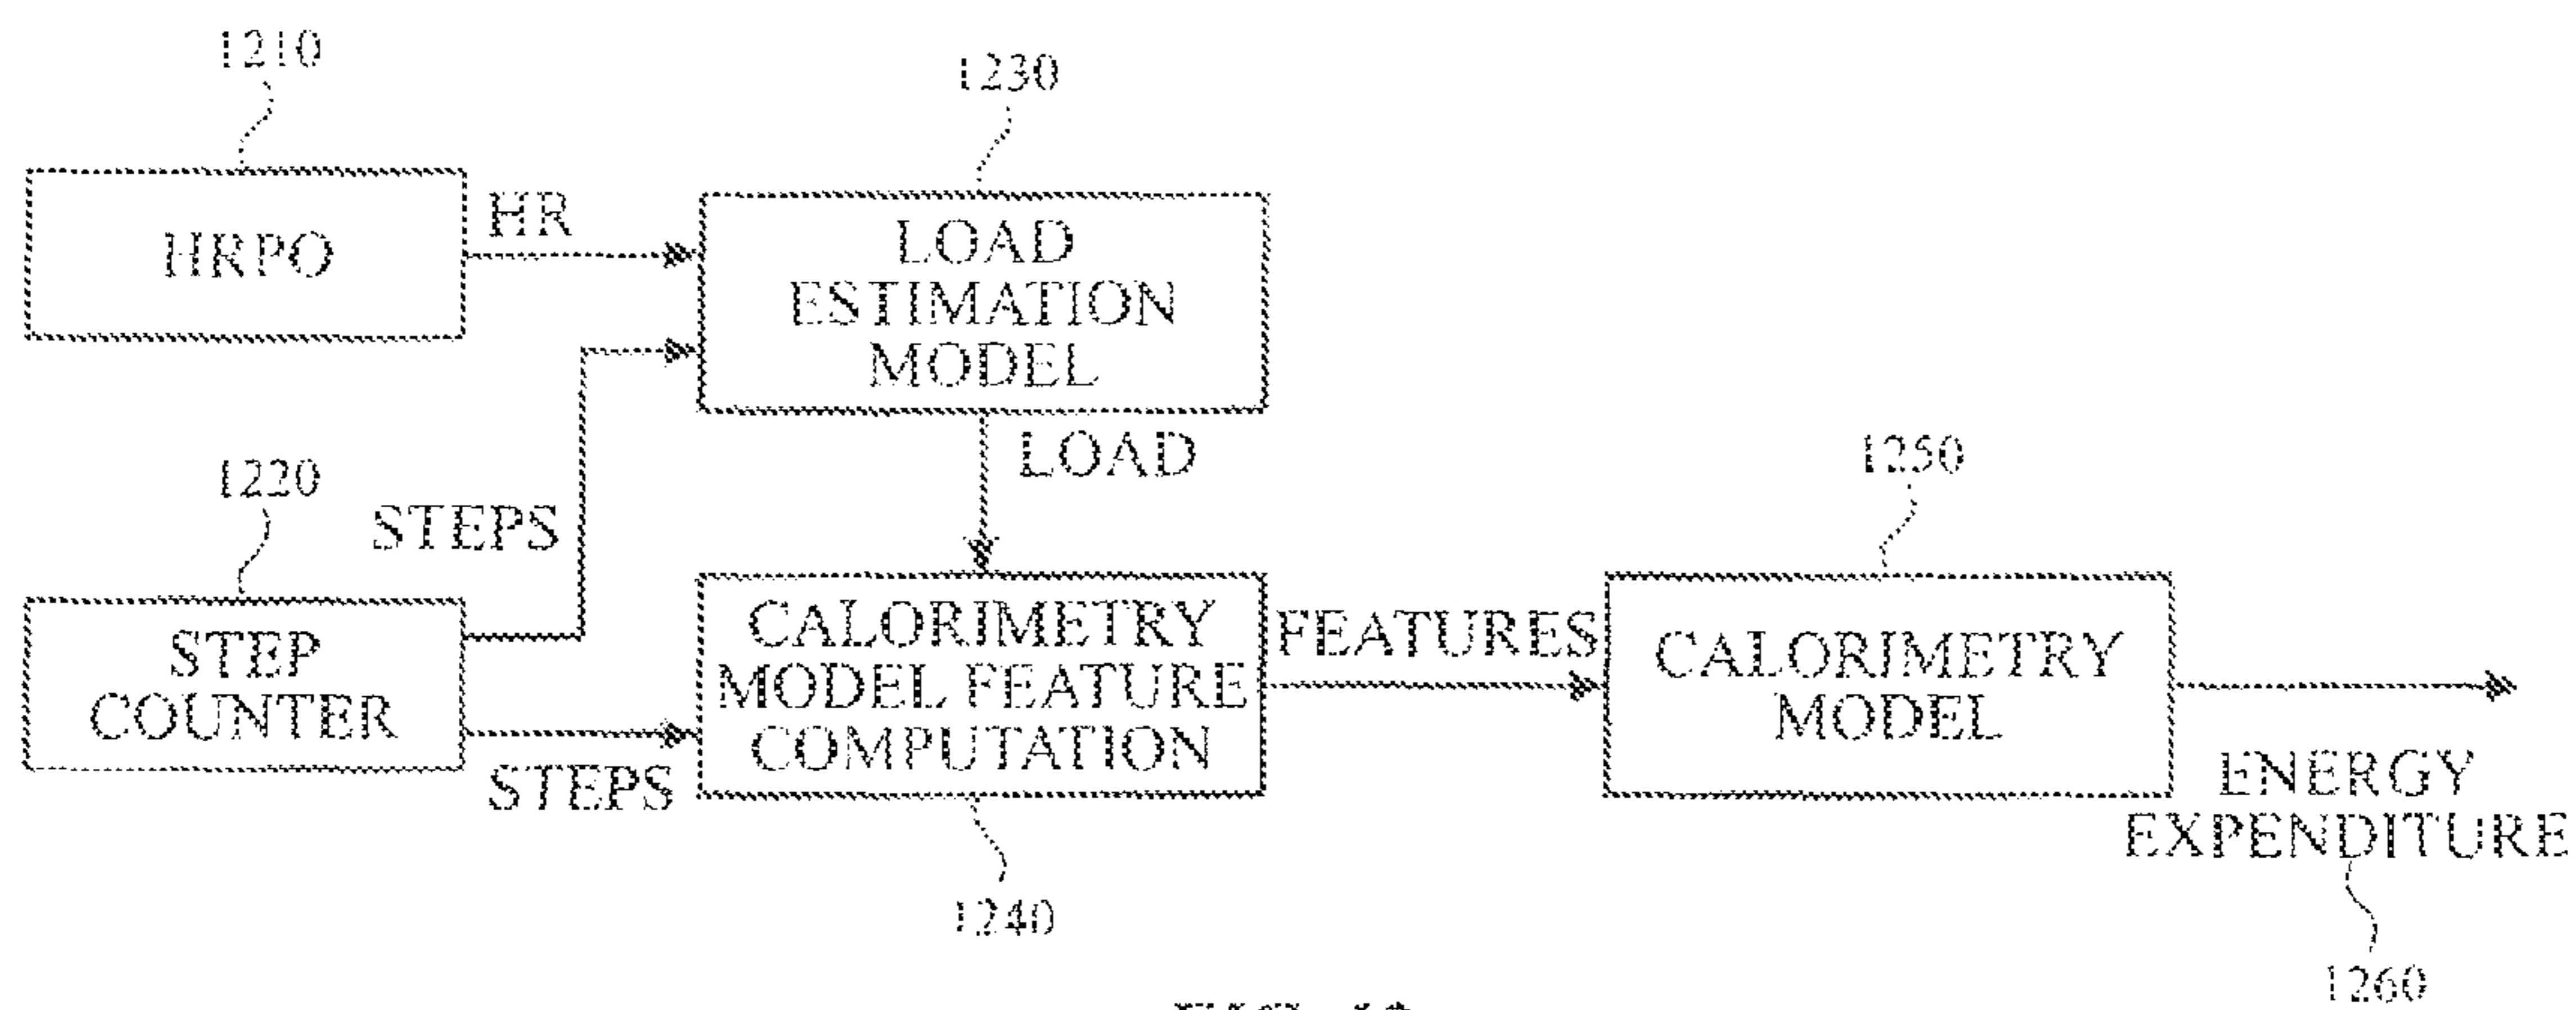 1210
HRPO
HR
1230
LOAD
ESTIMATION
MODEL
LOAD
1220
STEP
COUNTER
STEPS
STEPS
CALORIMETRY
MODEL FEATURE
COMPUTATION
1240
FEATURES
1250
CALORIMETRY
MODEL
ENERGY
EXPENDITURE
1260